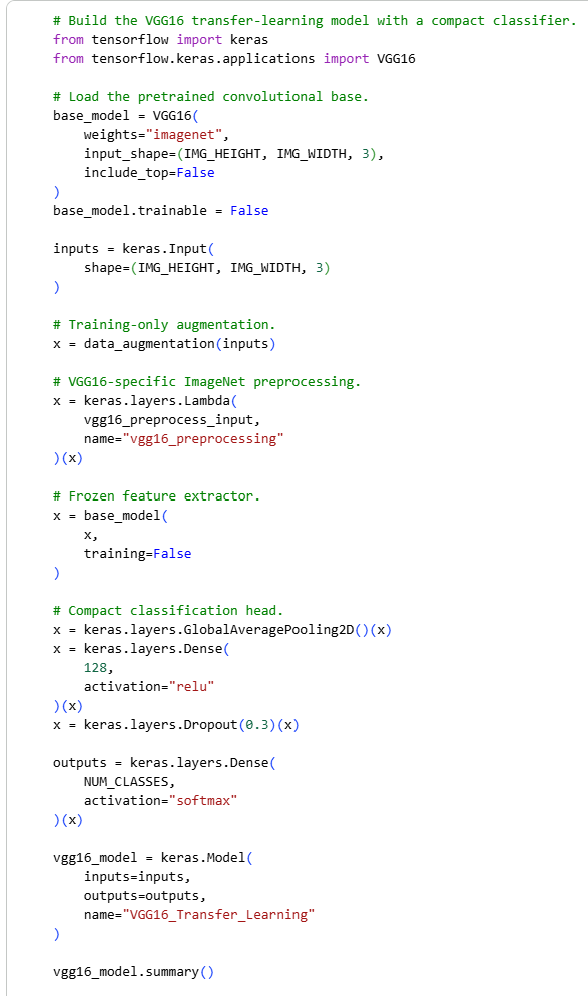 # Build the VGG16 transfer-learning model with a compact classifier.
from tensorflow import keras
from tensorflow.keras.applications import VGG16

# Load the pretrained convolutional base.
base_model = VGG16(
    weights="imagenet",
    input_shape=(IMG_HEIGHT, IMG_WIDTH, 3),
    include_top=False
)
base_model.trainable = False

inputs = keras.Input(
    shape=(IMG_HEIGHT, IMG_WIDTH, 3)
)

# Training-only augmentation.
x = data_augmentation(inputs)

# VGG16-specific ImageNet preprocessing.
x = keras.layers.Lambda(
    vgg16_preprocess_input,
    name="vgg16_preprocessing"
)(x)

# Frozen feature extractor.
x = base_model(
    x,
    training=False
)

# Compact classification head.
x = keras.layers.GlobalAveragePooling2D()(x)
x = keras.layers.Dense(
    128,
    activation="relu"
)(x)
x = keras.layers.Dropout(0.3)(x)

outputs = keras.layers.Dense(
    NUM_CLASSES,
    activation="softmax"
)(x)

vgg16_model = keras.Model(
    inputs=inputs,
    outputs=outputs,
    name="VGG16_Transfer_Learning"
)

vgg16_model.summary()